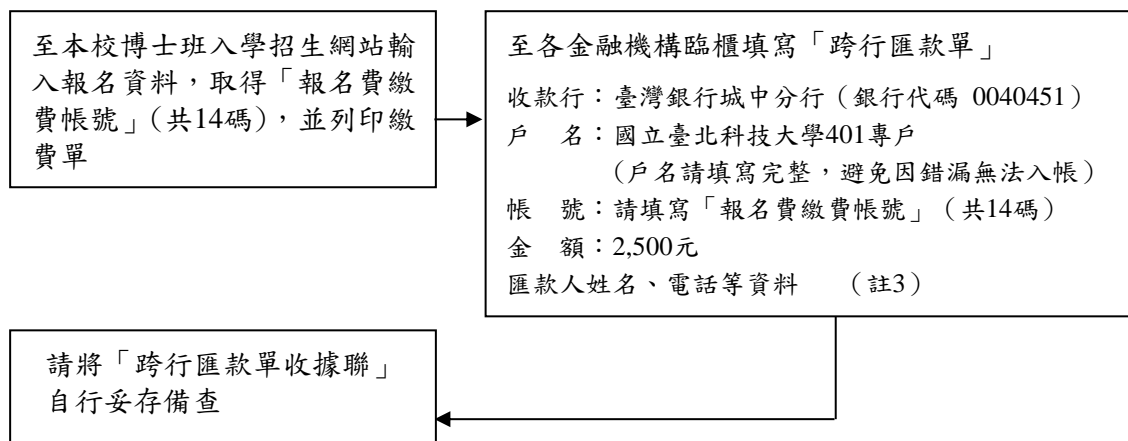 至本校博士班入學招生網站輸
入報名資料，取得「報名費繳
費帳號」（共14碼），並列印繳
費單
至各金融機構臨櫃填寫「跨行匯款單」
收款行：臺灣銀行城中分行（銀行代碼 0040451）
戶　名：國立臺北科技大學401專戶
（戶名請填寫完整，避免因錯漏無法入帳）
帳　號：請填寫「報名費繳費帳號」（共14碼）
金　額：2,500元
匯款人姓名、電話等資料　（註3）
請將「跨行匯款單收據聯」
自行妥存備查